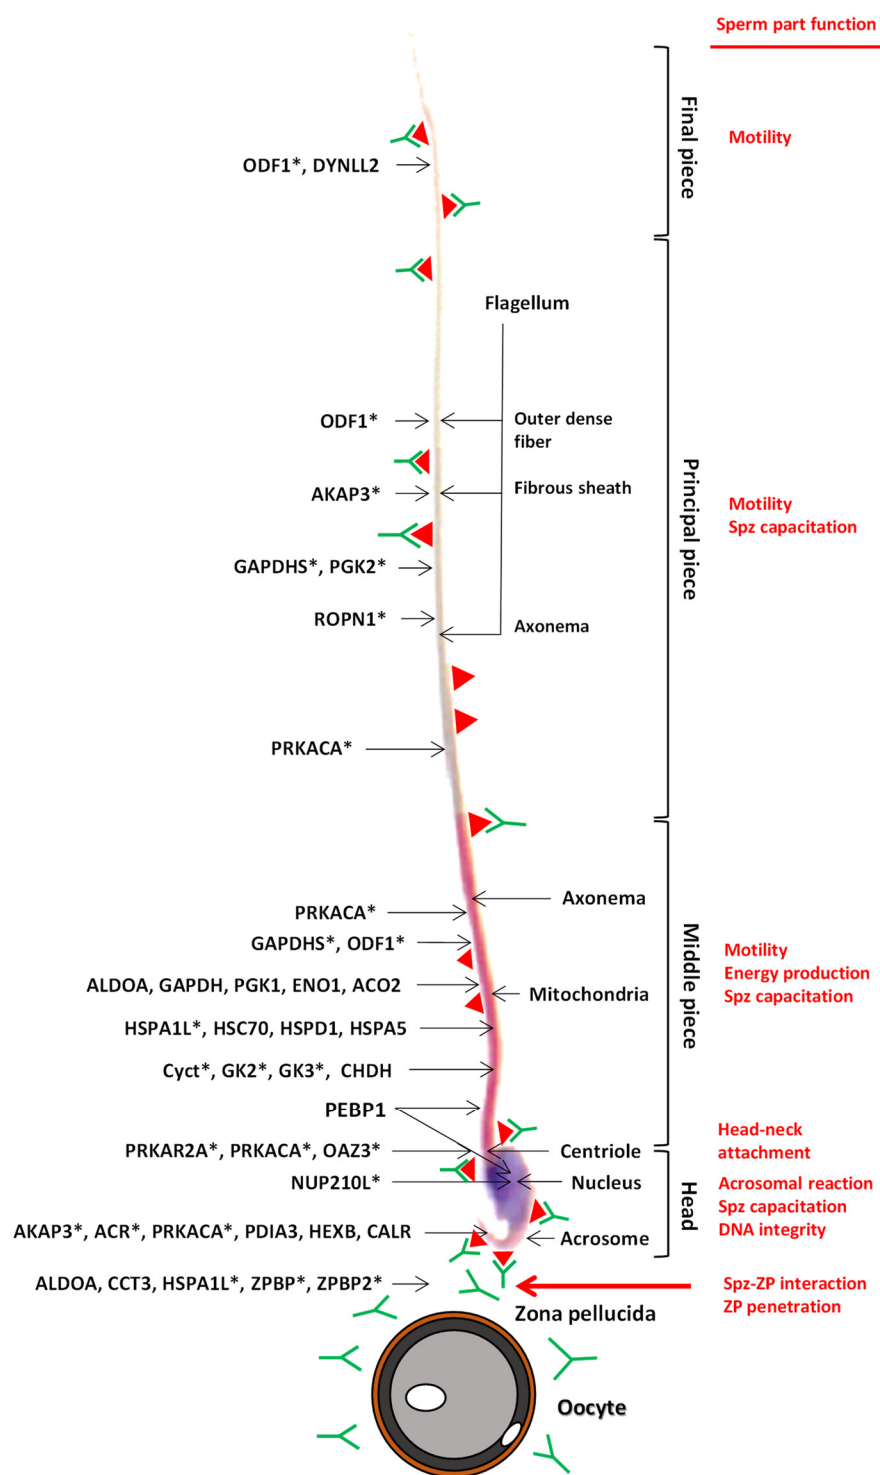 Sperm part function
Final piece
Motility
ODF1*, DYNLL2
Flagellum
ODF1*
Outer dense
fiber
AKAP3*
Fibrous sheath
Principal piece
Motility
Spz capacitation
GAPDHS*, PGK2*
ROPN1*
Axonema
PRKACA*
Axonema
PRKACA*
GAPDHS*, ODF1*
Middle piece
Motility
Energy production
Spz capacitation
ALDOA, GAPDH, PGK1, ENO1, ACO2
Mitochondria
HSPA1L*, HSC70, HSPD1, HSPA5
Cyct*, GK2*, GK3*, CHDH
PEBP1
PRKAR2A*, PRKACA*, OAZ3*
Centriole
Head-neck
attachment
NUP210L*
Nucleus
Head
Acrosomal reaction
Spz capacitation
DNA integrity
AKAP3*, ACR*, PRKACA*, PDIA3, HEXB, CALR
Acrosome
ALDOA, CCT3, HSPA1L*, ZPBP*, ZPBP2*
Spz-ZP interaction
ZP penetration
Zona pellucida
Oocyte